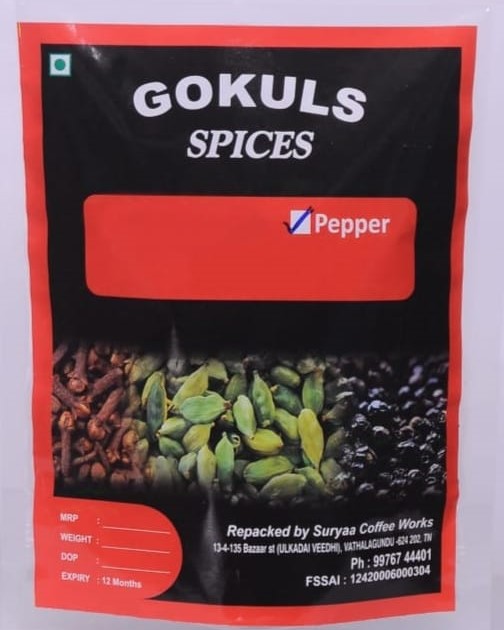 GOKULS
SPICES
Pepper
MRP :
WEIGHT :
DOP :
EXPIRY : 12 Months
Repacked by Suryaa Coffee Works
13-4-135 Bazaar st (ULKADAI VEEDHI), VATHALAGUNDU -624 202, TN
Ph : 99767 44401
FSSAI : 12420006000304